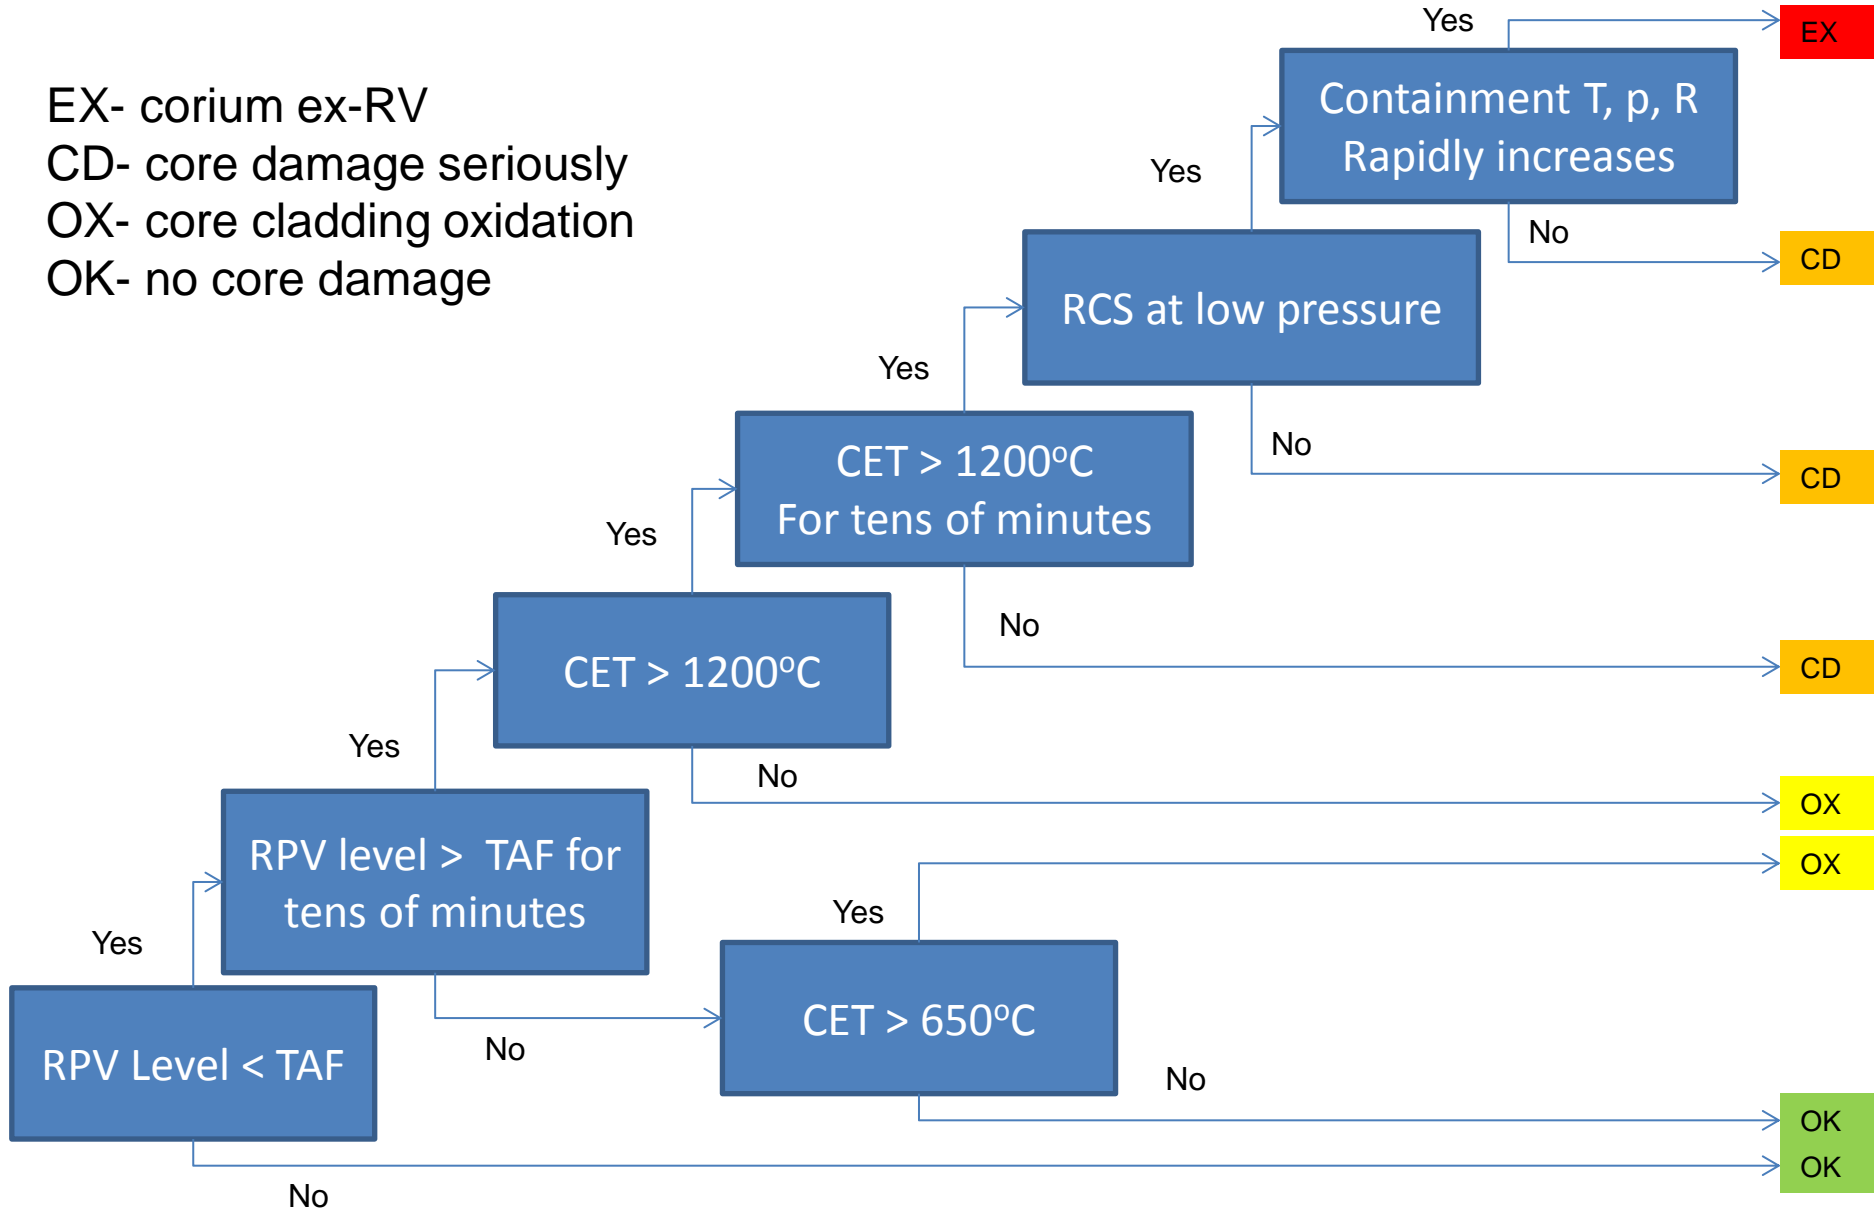 Yes
EX
EX- corium ex-RV
CD- core damage seriously
OX- core cladding oxidation
OK- no core damage
Containment T, p, R
Rapidly increases
Yes
No
CD
RCS at low pressure
Yes
No
CD
CET > 1200°C
For tens of minutes
Yes
No
CD
CET > 1200°C
Yes
No
OX
RPV level > TAF for
tens of minutes
OX
Yes
Yes
CET > 650°C
No
No
RPV Level < TAF
OK
OK
No